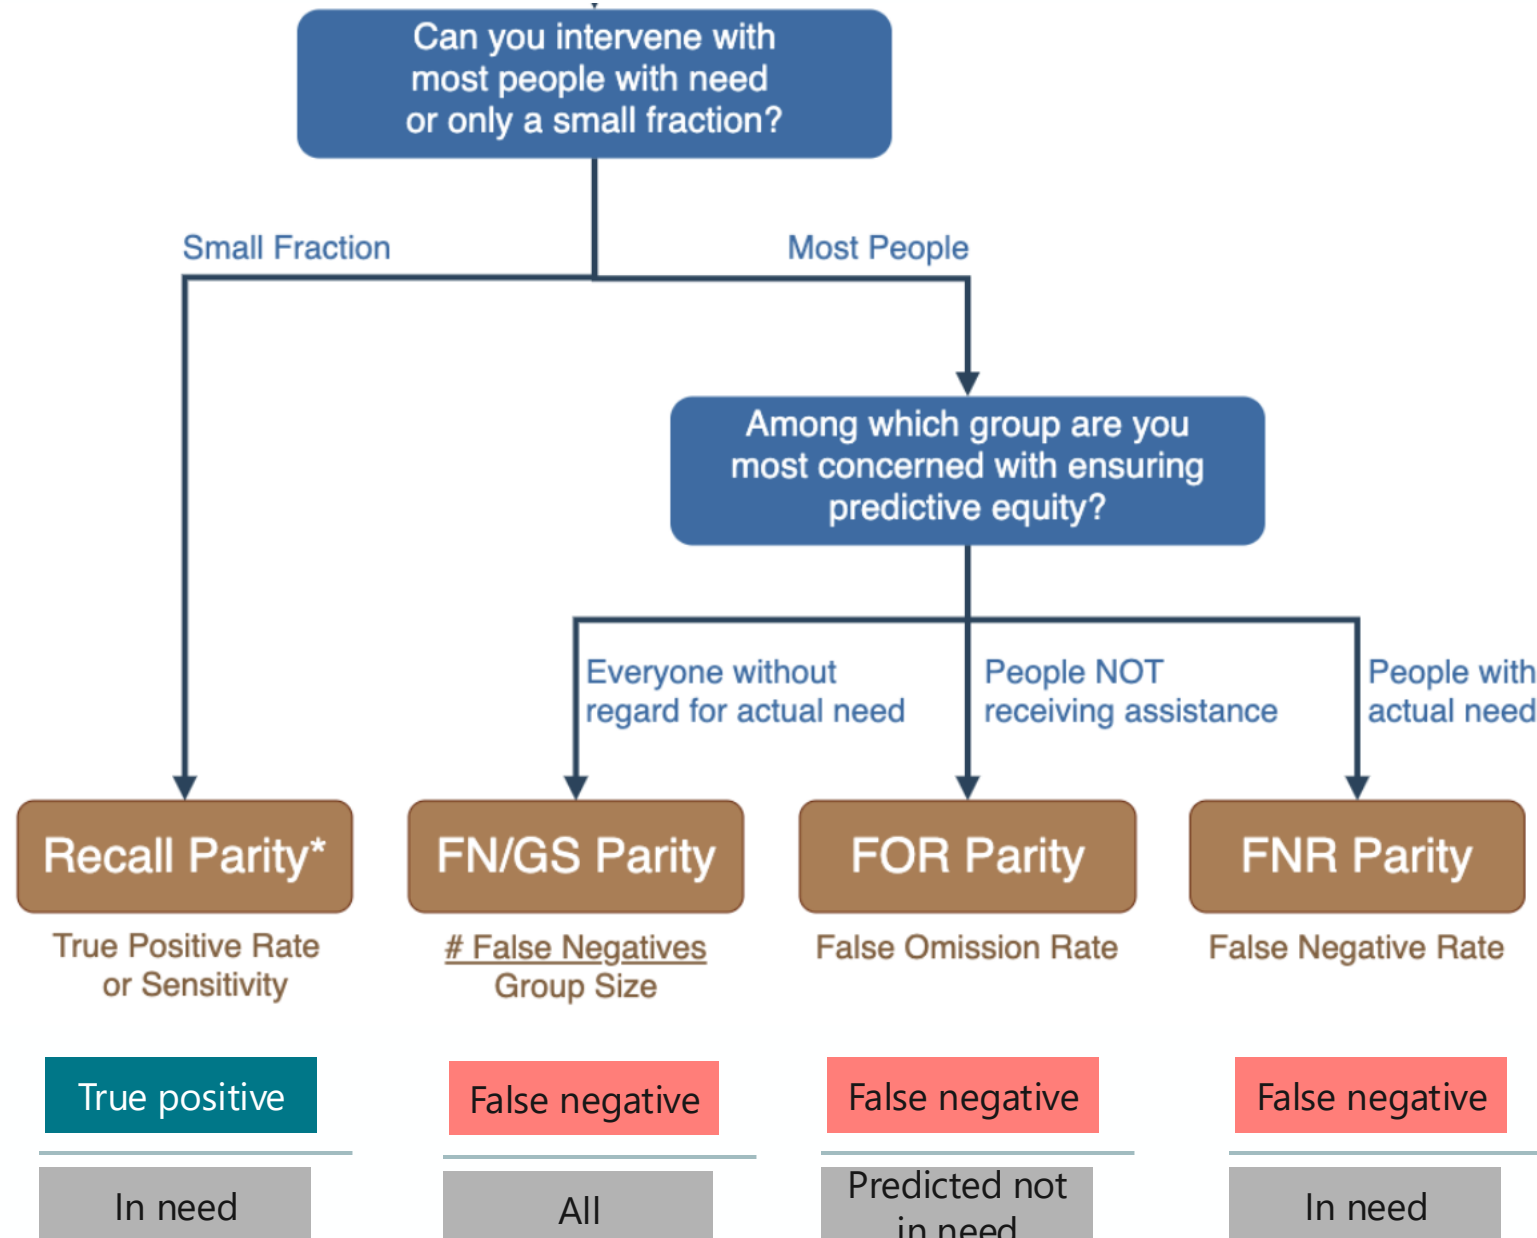 Can you intervene with
most people with need
or only a small fraction?
Small Fraction
Most People
Among which group are you
most concerned with ensuring
predictive equity?
Everyone without
regard for actual need
People NOT
receiving assistance
People with
actual need
Recall Parity*
FN/GS Parity
FOR Parity
FNR Parity
True Positive Rate
or Sensitivity
# False Negatives
Group Size
False Omission Rate
False Negative Rate
True positive
In need
False negative
All
False negative
Predicted not
in need
False negative
In need